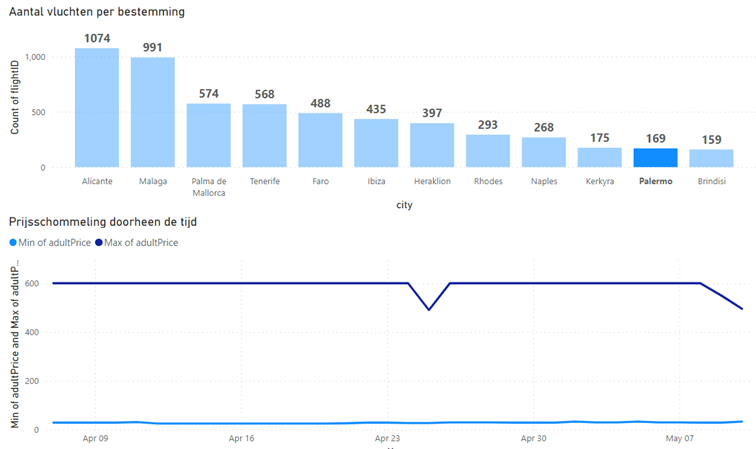 Aantal vluchten per bestemming
1074
991
574
568
488
435
397
293
268
175
169
159
1,000
500
0
Count of flightID
Alicante
Malaga
Palma de
Mallorca
Tenerife
Faro
Ibiza
Heraklion
Rhodes
Naples
Kerkyra
Palermo
Brindisi
city
Prijsschommeling doorheen de tijd
Min of adultPrice Max of adultPrice
Min of adultPrice and Max of adultP...
600
400
200
0
Apr 09
Apr 16
Apr 23
Apr 30
May 07